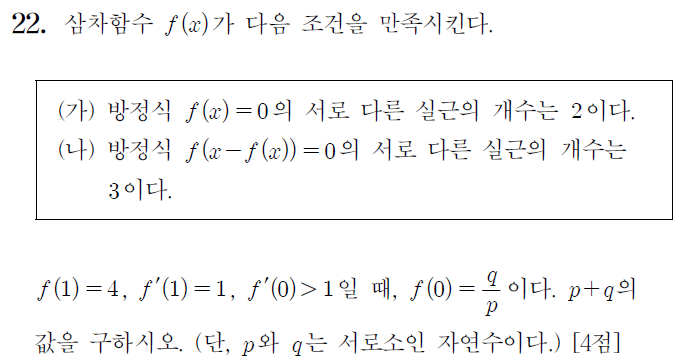 22. 삼차함수 f(x)가 다음 조건을 만족시킨다.
(가) 방정식 f(x)=0의 서로 다른 실근의 개수는 2이다.
(나) 방정식 f(x-f(x))=0의 서로 다른 실근의 개수는
3이다.
f(1)=4, f'(1)=1, f'(0)>1일 때, f(0)=q/p이다. p+q의
값을 구하시오. (단, p와 q는 서로소인 자연수이다.) [4점]